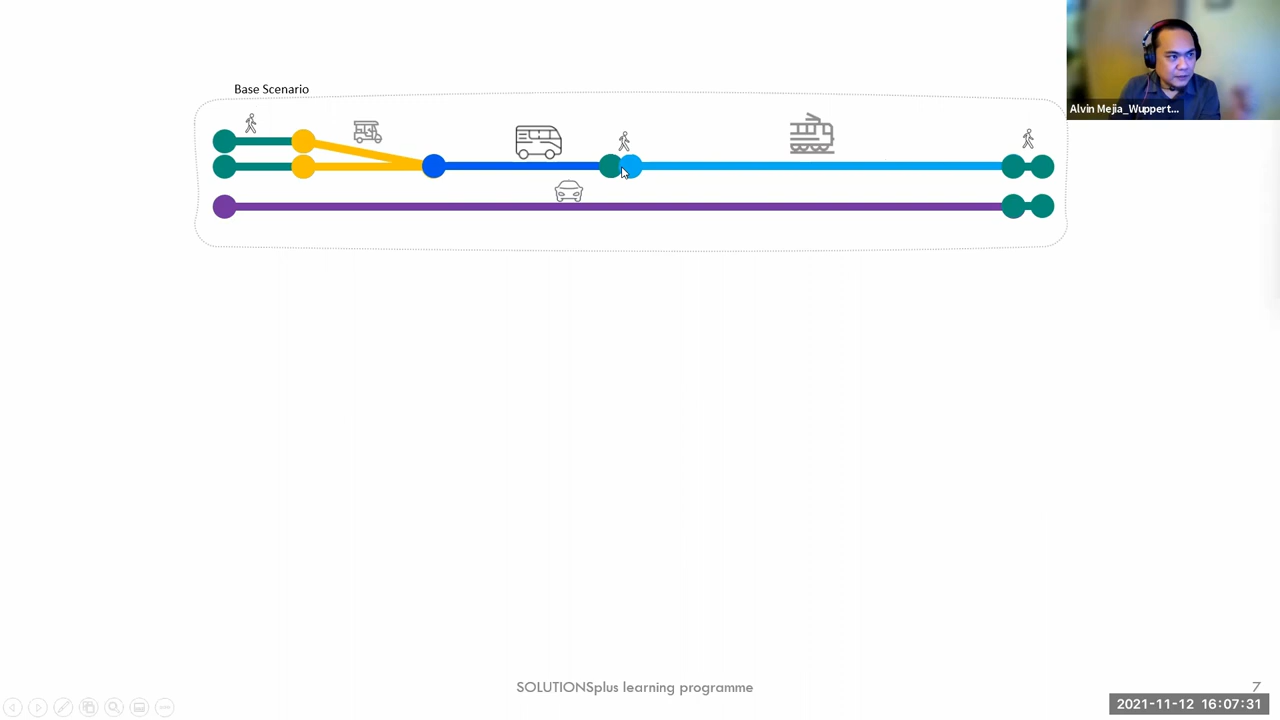 Base Scenario
Alvin Mejia_Wuppert...
SOLUTIONSplus learning programme
7
2021-11-12 16:07:31